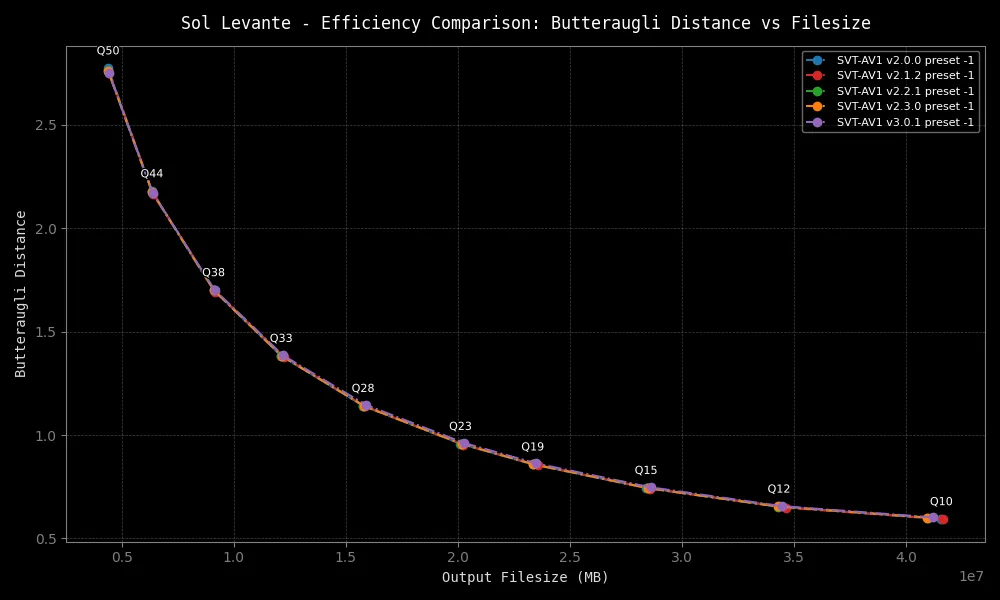 Sol Levante - Efficiency Comparison: Butteraugli Distance vs Filesize
SVT-AV1 v2.0.0 preset -1
SVT-AV1 v2.1.2 preset -1
SVT-AV1 v2.2.1 preset -1
SVT-AV1 v2.3.0 preset -1
SVT-AV1 v3.0.1 preset -1
Butteraugli Distance
2.5
2.0
1.5
1.0
0.5
Q50
Q44
Q38
Q33
Q28
Q23
Q19
Q15
Q12
Q10
0.5 1.0 1.5 2.0 2.5 3.0 3.5 4.0
1e7
Output Filesize (MB)